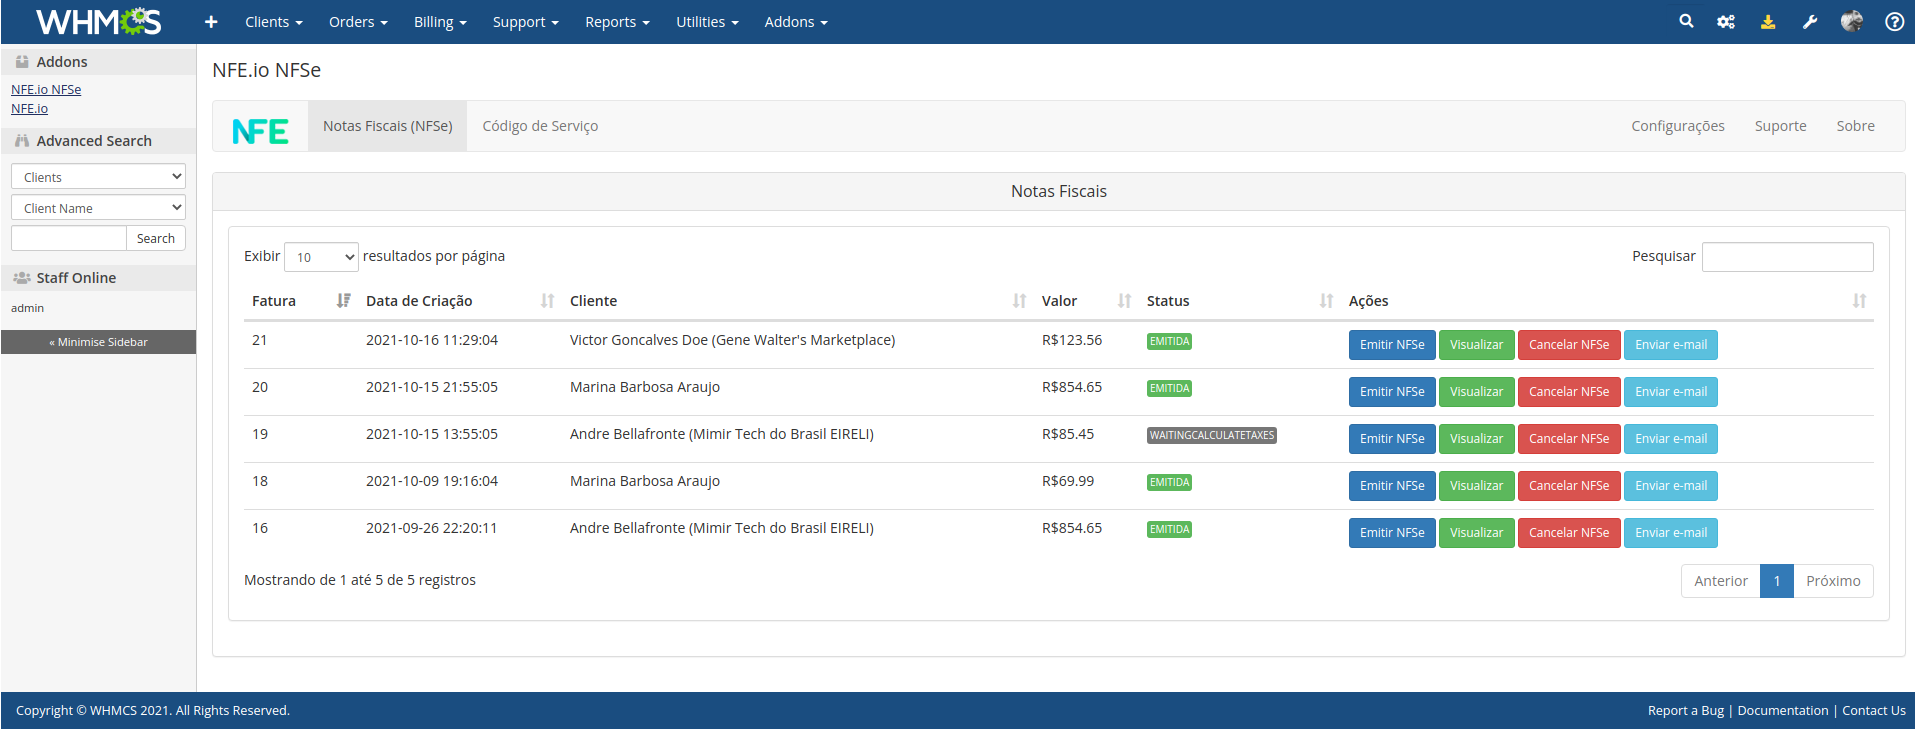 WHMCS + Clients Orders Billing Support Reports Utilities Addons
Addons
NFE.io NFSe
NFE.io
Advanced Search
Clients
Client Name
Search
Staff Online
admin
« Minimise Sidebar
NFE.io NFSe
NFE Notas Fiscais (NFSe) Código de Serviço Configurações Suporte Sobre
Notas Fiscais
Exibir 10 resultados por página Pesquisar
Fatura Data de Criação Cliente Valor Status Ações
21 2021-10-16 11:29:04 Victor Goncalves Doe (Gene Walter's Marketplace) R$123.56 EMITIDA Emitir NFSe Visualizar Cancelar NFSe Enviar e-mail
20 2021-10-15 21:55:05 Marina Barbosa Araujo R$854.65 EMITIDA Emitir NFSe Visualizar Cancelar NFSe Enviar e-mail
19 2021-10-15 13:55:05 Andre Bellafronte (Mimir Tech do Brasil EIRELI) R$85.45 WAITINGCALCULATETAXES Emitir NFSe Visualizar Cancelar NFSe Enviar e-mail
18 2021-10-09 19:16:04 Marina Barbosa Araujo R$69.99 EMITIDA Emitir NFSe Visualizar Cancelar NFSe Enviar e-mail
16 2021-09-26 22:20:11 Andre Bellafronte (Mimir Tech do Brasil EIRELI) R$854.65 EMITIDA Emitir NFSe Visualizar Cancelar NFSe Enviar e-mail
Mostrando de 1 até 5 de 5 registros Anterior 1 Próximo
Copyright © WHMCS 2021. All Rights Reserved. Report a Bug | Documentation | Contact Us